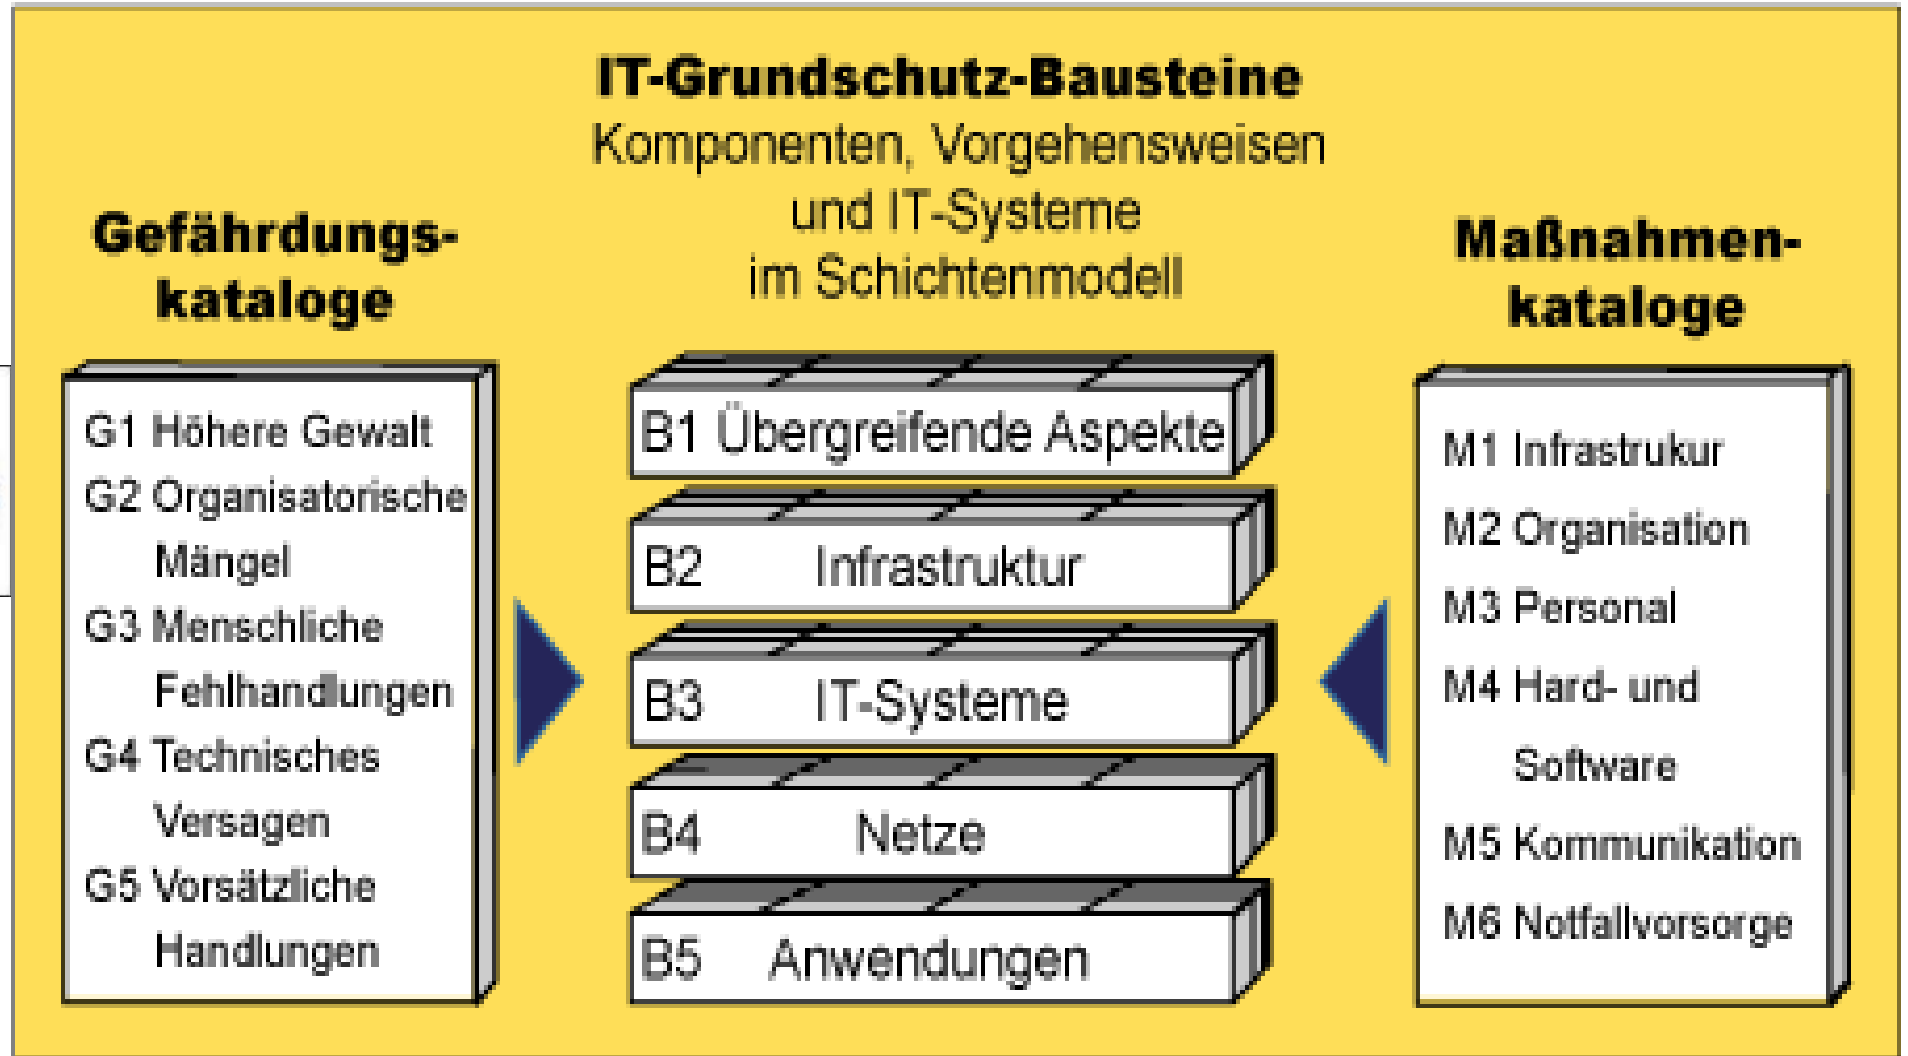 IT-Grundschutz-Bausteine
Komponenten, Vorgehensweisen
und IT-Systeme
im Schichtenmodell
Gefährdungs-
kataloge
G1 Höhere Gewalt
G2 Organisatorische
Mängel
G3 Menschliche
Fehlhandlungen
G4 Technisches
Versagen
G5 Vorsätzliche
Handlungen
B1 Übergreifende Aspekte
B2 Infrastruktur
B3 IT-Systeme
B4 Netze
B5 Anwendungen
Maßnahmen-
kataloge
M1 Infrastrukur
M2 Organisation
M3 Personal
M4 Hard- und
Software
M5 Kommunikation
M6 Notfallvorsorge